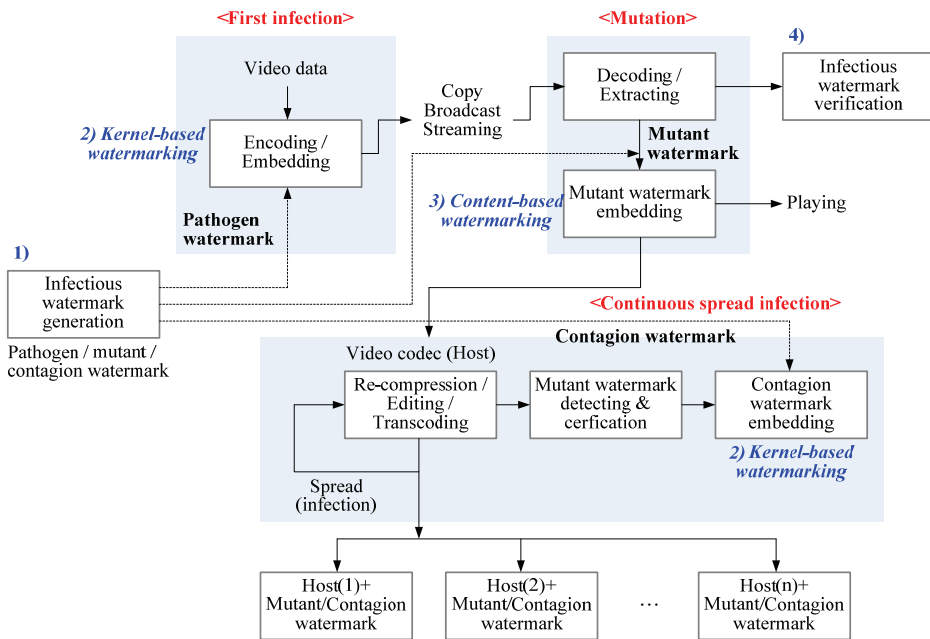 <First infection>
<Mutation>
4)
Video data
Decoding /
Extracting
Infectious
watermark
verification
Copy
Broadcast
Streaming
2) Kernel-based
watermarking
Encoding /
Embedding
Mutant
watermark
3) Content-based
watermarking
Mutant watermark
embedding
Playing
Pathogen
watermark
1)
Infectious
watermark
generation
Pathogen / mutant /
contagion watermark
<Continuous spread infection>
Contagion watermark
Video codec (Host)
Re-compression /
Editing /
Transcoding
Mutant watermark
detecting &
cerfication
Contagion
watermark
embedding
2) Kernel-based
watermarking
Spread
(infection)
Host(1)+
Mutant/Contagion
watermark
Host(2)+
Mutant/Contagion
watermark
...
Host(n)+
Mutant/Contagion
watermark